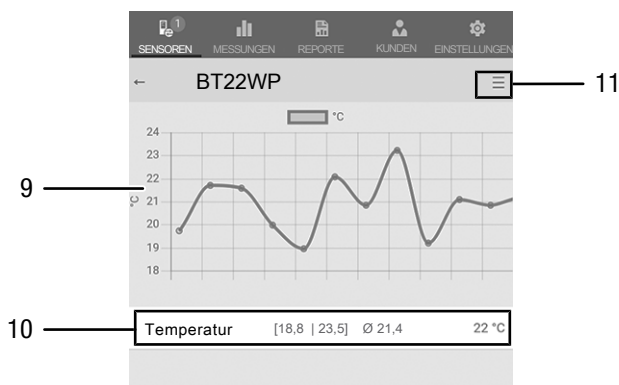 1
SENSOREN MESSUNGEN REPORTE KUNDEN EINSTELLUNGEN
← BT22WP ☰ 11
°C
24
23
9 22
°C 21
20
19
18
10 Temperatur [18,8 | 23,5] Ø 21,4 22 °C